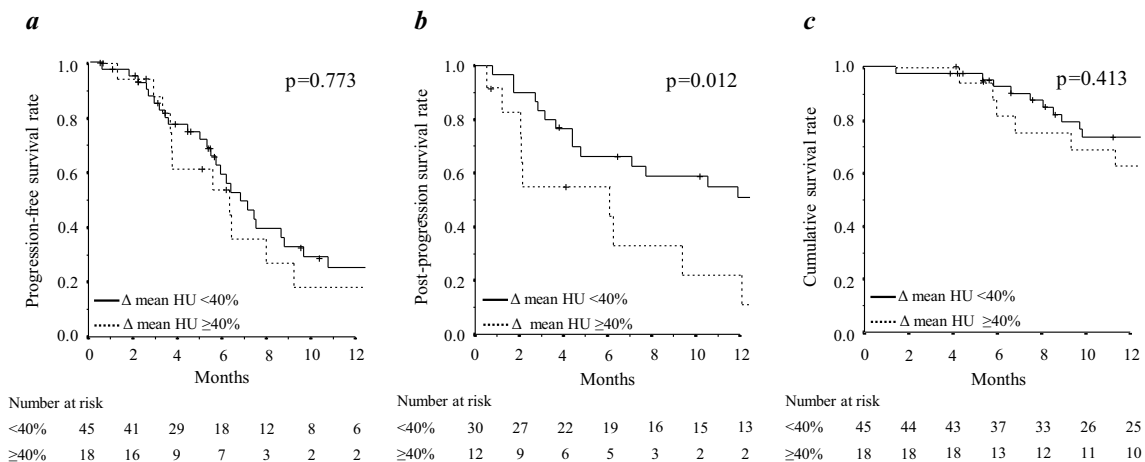 a
Progression-free survival rate
1.0
0.8
0.6
0.4
0.2
0.0
p=0.773
Δ mean HU <40%
Δ mean HU ≥40%
0 2 4 6 8 10 12
Months
Number at risk
<40% 45 41 29 18 12 8 6
≥40% 18 16 9 7 3 2 2
b
Post-progression survival rate
1.0
0.8
0.6
0.4
0.2
0.0
p=0.012
Δ mean HU <40%
Δ mean HU ≥40%
0 2 4 6 8 10 12
Months
Number at risk
<40% 30 27 22 19 16 15 13
≥40% 12 9 6 5 3 2 2
c
Cumulative survival rate
1.0
0.8
0.6
0.4
0.2
0.0
p=0.413
Δ mean HU <40%
Δ mean HU ≥40%
0 2 4 6 8 10 12
Months
Number at risk
<40% 45 44 43 37 33 26 25
≥40% 18 18 18 13 12 11 10